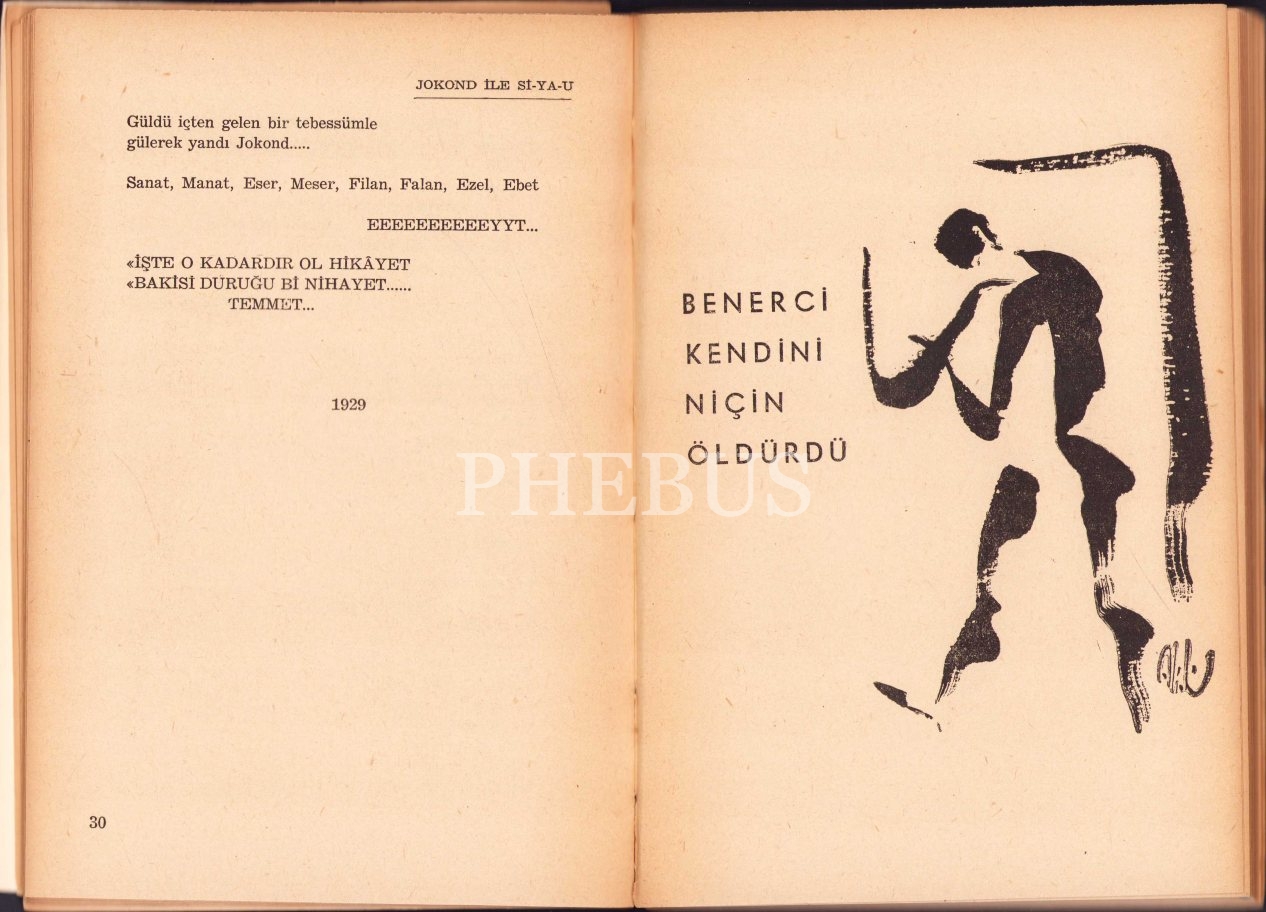 JOKOND İLE Sİ-YA-U
Güldü içten gelen bir tebessümle
gülerek yandı Jokond.....
Sanat, Manat, Eser, Meser, Filan, Falan, Ezel, Ebet
EEEEEEEEEEYYT...
«İŞTE O KADARDIR OL HİKÂYET
«BAKİSİ DURUĞU Bİ NİHAYET......
TEMMET...
1929
30
BENERCİ
KENDİNİ
NİÇİN
ÖLDÜRDÜ
PHEBUS